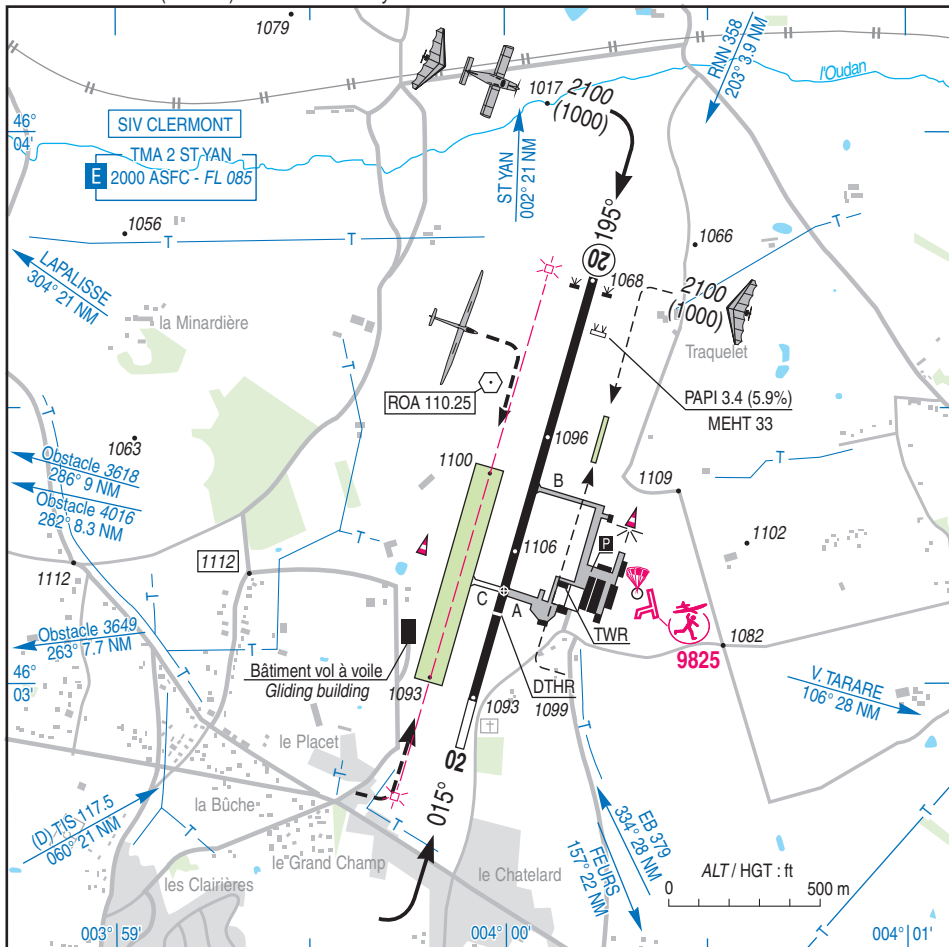 1079
RNN 358
203° 3.9 NM
l'Oudan
1017
2100
(1000)
46°
04'
SIV CLERMONT
TMA 2 ST YAN
E 2000 ASFC - FL 085
ST YAN
002° 21 NM
1056
T
T
T
195°
1066
20
1068
2100
(1000)
LAPALISSE
304° 21 NM
la Minardière
T
Traquelet
ROA 110.25
PAPI 3.4 (5.9%)
MEHT 33
1063
1096
Obstacle 3618
286° 9 NM
1100
T
B
1109
Obstacle 4016
282° 8.3 NM
T
P
1102
1112
1112
1106
C
A
TWR
9825
1082
Obstacle 3649
263° 7.7 NM
T
T
Bâtiment vol à voile
Gliding building
1093
46°
03'
DTHR
1099
1093
V. TARARE
106° 28 NM
le Placet
02
T
la Bûche
T
015°
T
(D) TIS 117.5
060° 21 NM
T
le Grand Champ
EB 379
334° 28 NM
FEURS
157° 22 NM
les Clairières
le Chatelard
ALT / HGT : ft
0
500 m
T
003° 59'
004° 00'
004° 01'